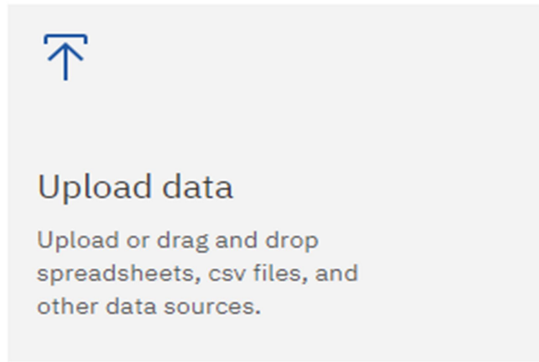 Upload data
Upload or drag and drop
spreadsheets, csv files, and
other data sources.